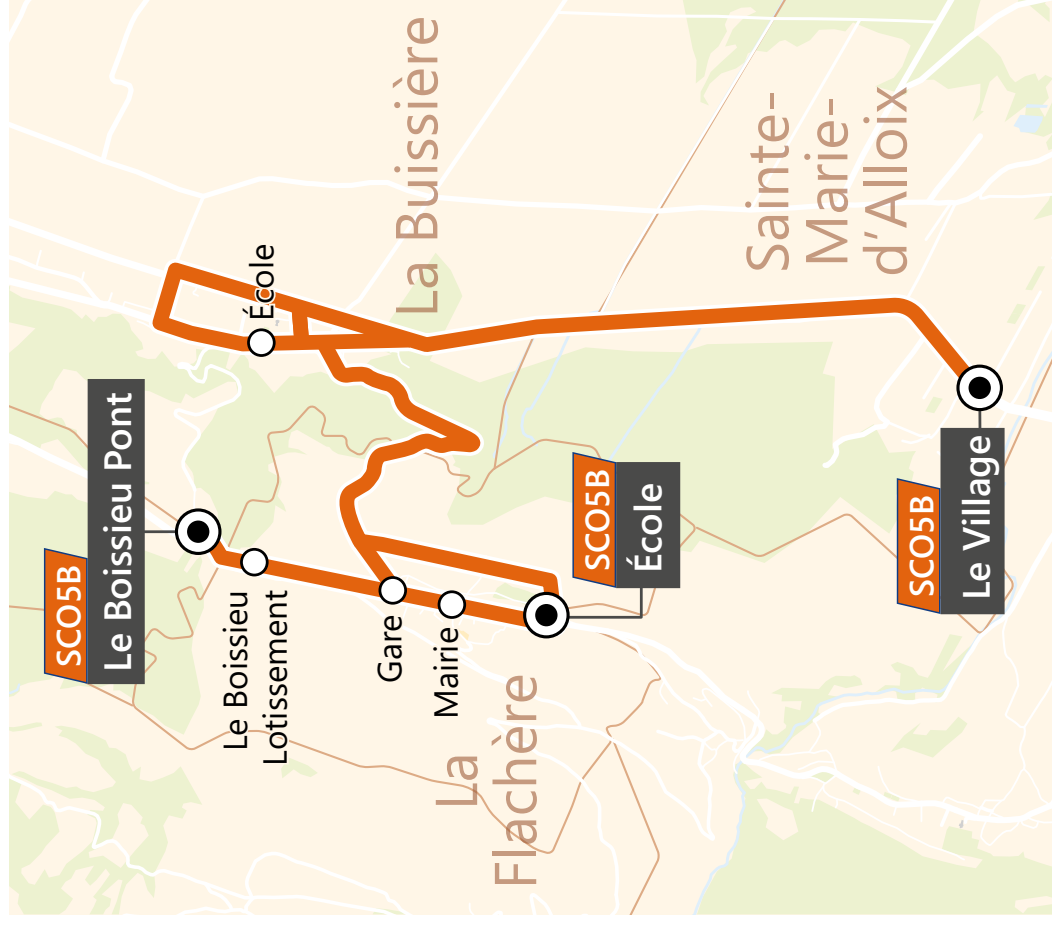 SCO5B
Le Boissieu Pont
Le Boissieu
Lotissement
Gare
Mairie
La
Flachère
École
La Buissière
SCO5B
École
Sainte-
Marie-
d'Alloix
SCO5B
Le Village